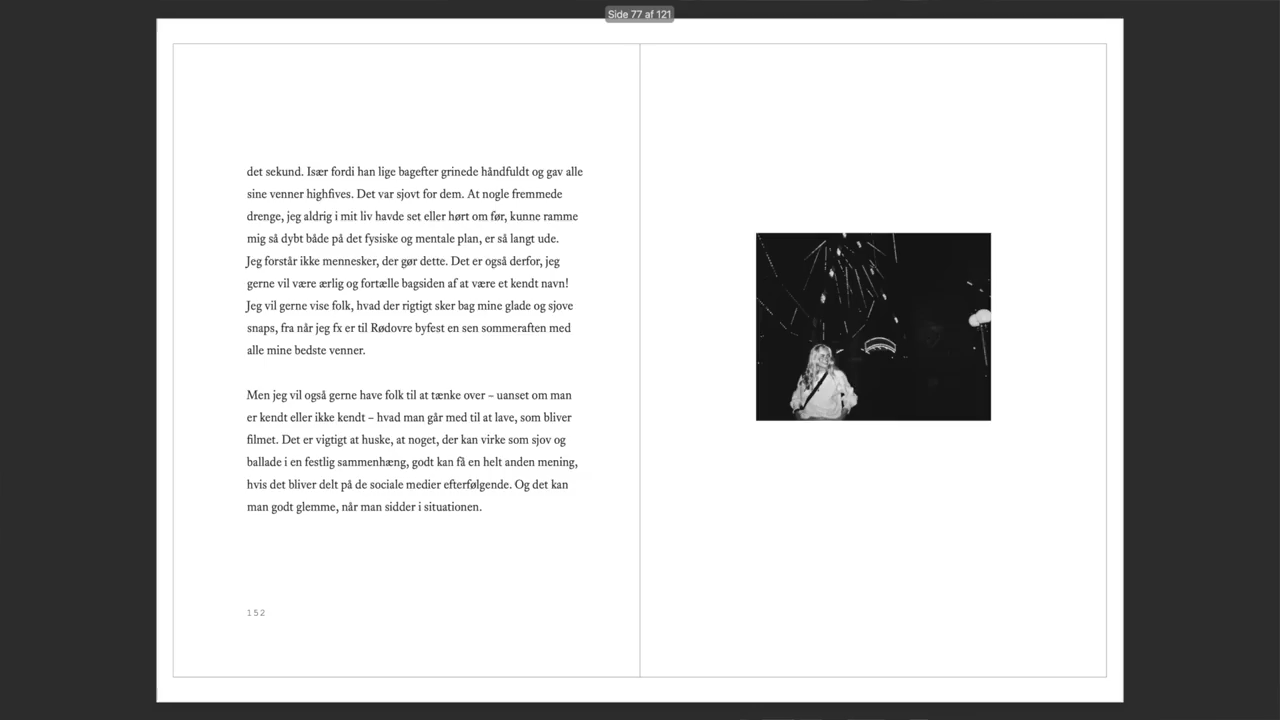 Side 77 af 121
det sekund. Især fordi han lige bagefter grinede håndfuldt og gav alle
sine venner highfives. Det var sjovt for dem. At nogle fremmede
drenge, jeg aldrig i mit liv havde set eller hørt om før, kunne ramme
mig så dybt både på det fysiske og mentale plan, er så langt ude.
Jeg forstår ikke mennesker, der gør dette. Det er også derfor, jeg
gerne vil være ærlig og fortælle bagsiden af at være et kendt navn!
Jeg vil gerne vise folk, hvad der rigtigt sker bag mine glade og sjove
snaps, fra når jeg fx er til Rødovre byfest en sen sommeraften med
alle mine bedste venner.
Men jeg vil også gerne have folk til at tænke over – uanset om man
er kendt eller ikke kendt – hvad man går med til at lave, som bliver
filmet. Det er vigtigt at huske, at noget, der kan virke som sjov og
ballade i en festlig sammenhæng, godt kan få en helt anden mening,
hvis det bliver delt på de sociale medier efterfølgende. Og det kan
man godt glemme, når man sidder i situationen.
152